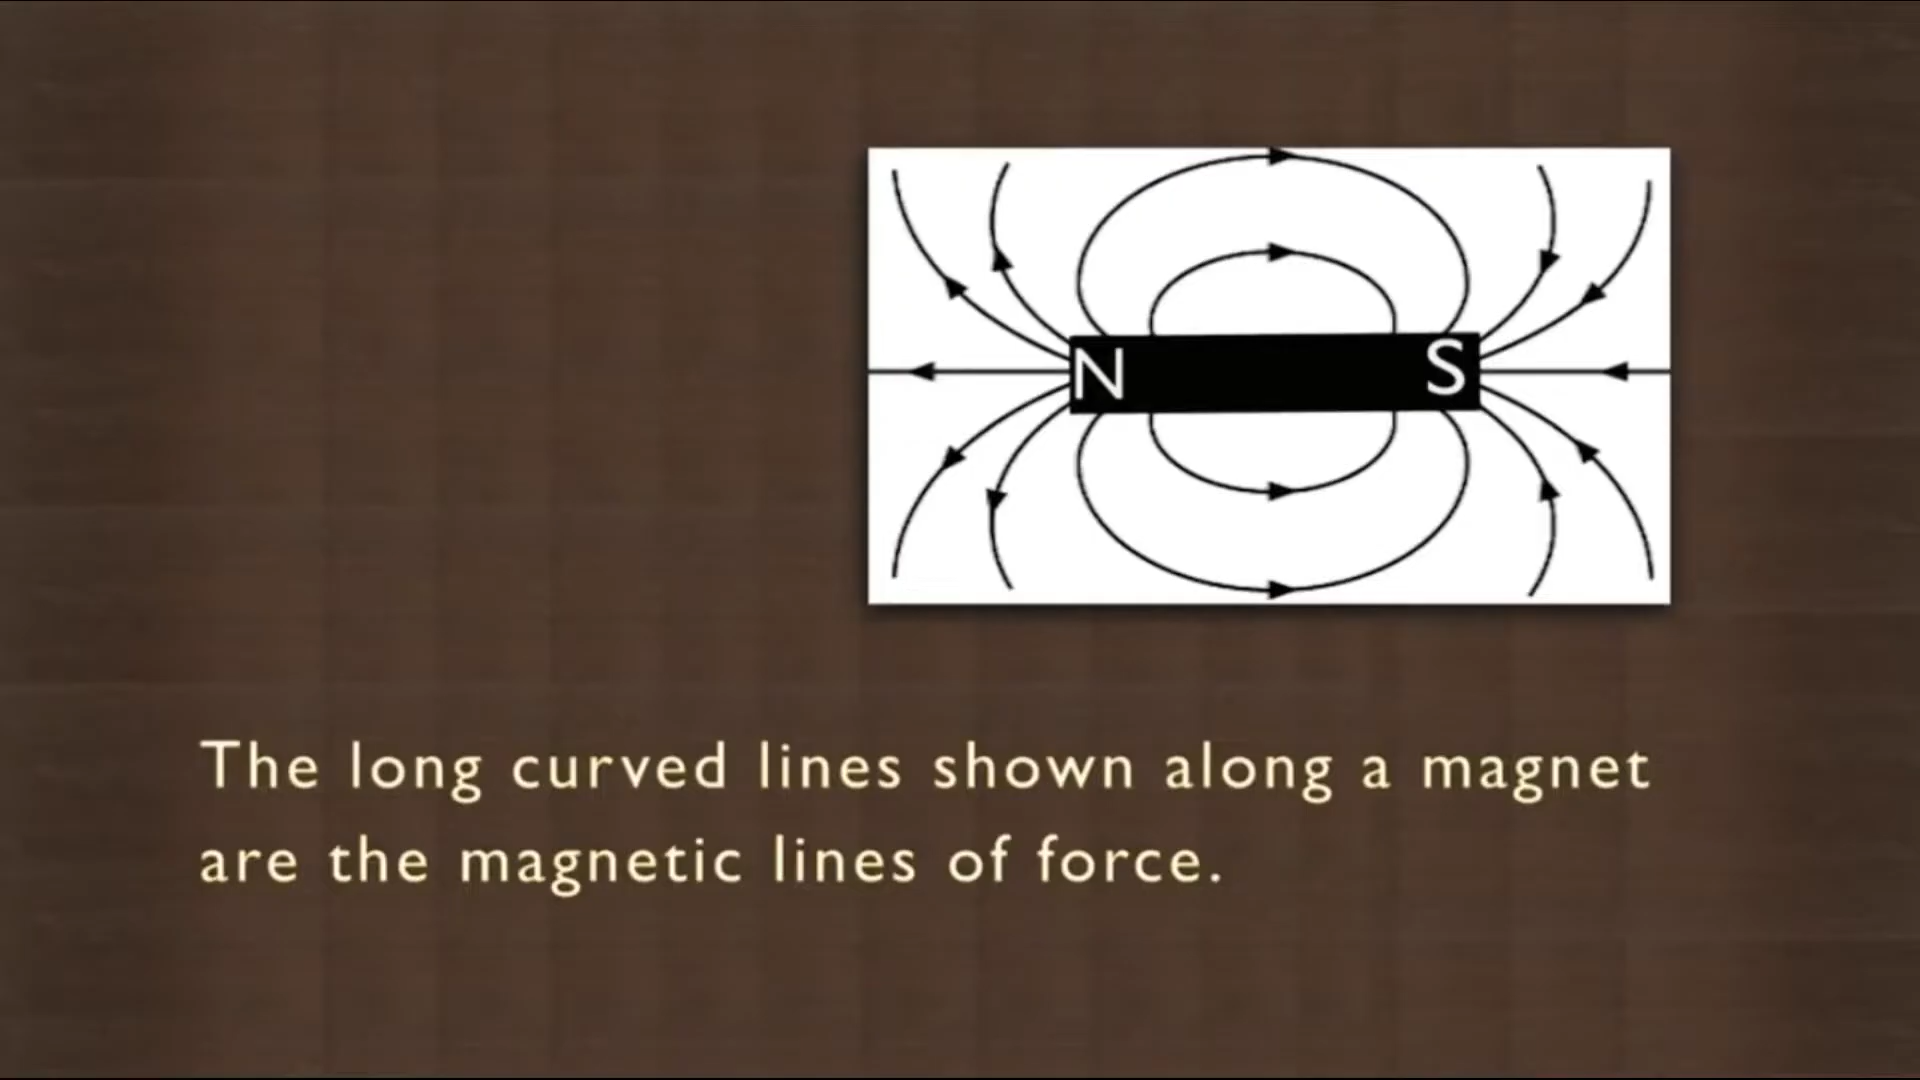 N S
The long curved lines shown along a magnet
are the magnetic lines of force.